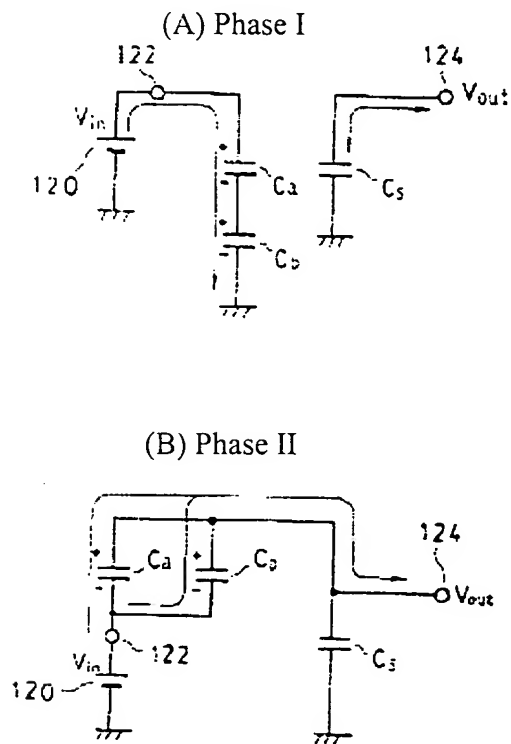 (A) Phase I
122
124
Vin
Vout
120
Ca
Cs
Cb
(B) Phase II
124
Ca
Cb
Vout
122
Vin
120
Cs